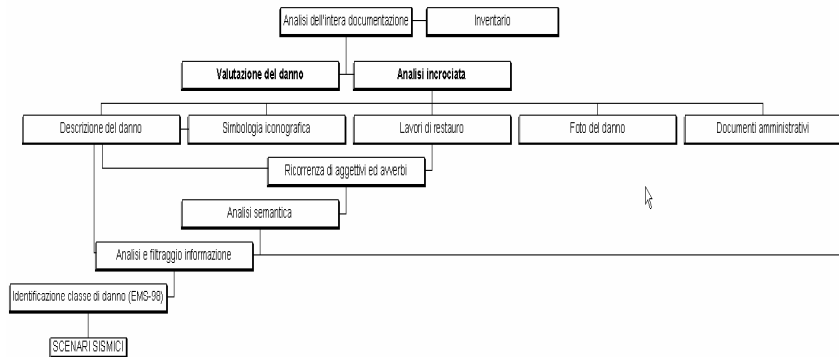 Analisi dell'intera documentazione
Inventario
Valutazione del danno
Analisi incrociata
Descrizione del danno
Simbologia iconografica
Lavori di restauro
Foto del danno
Documenti amministrativi
Ricorrenza di aggettivi ed avverbi
Analisi semantica
Analisi e filtraggio informazione
Identificazione classe di danno (EMS-98)
SCENARI SISMICI